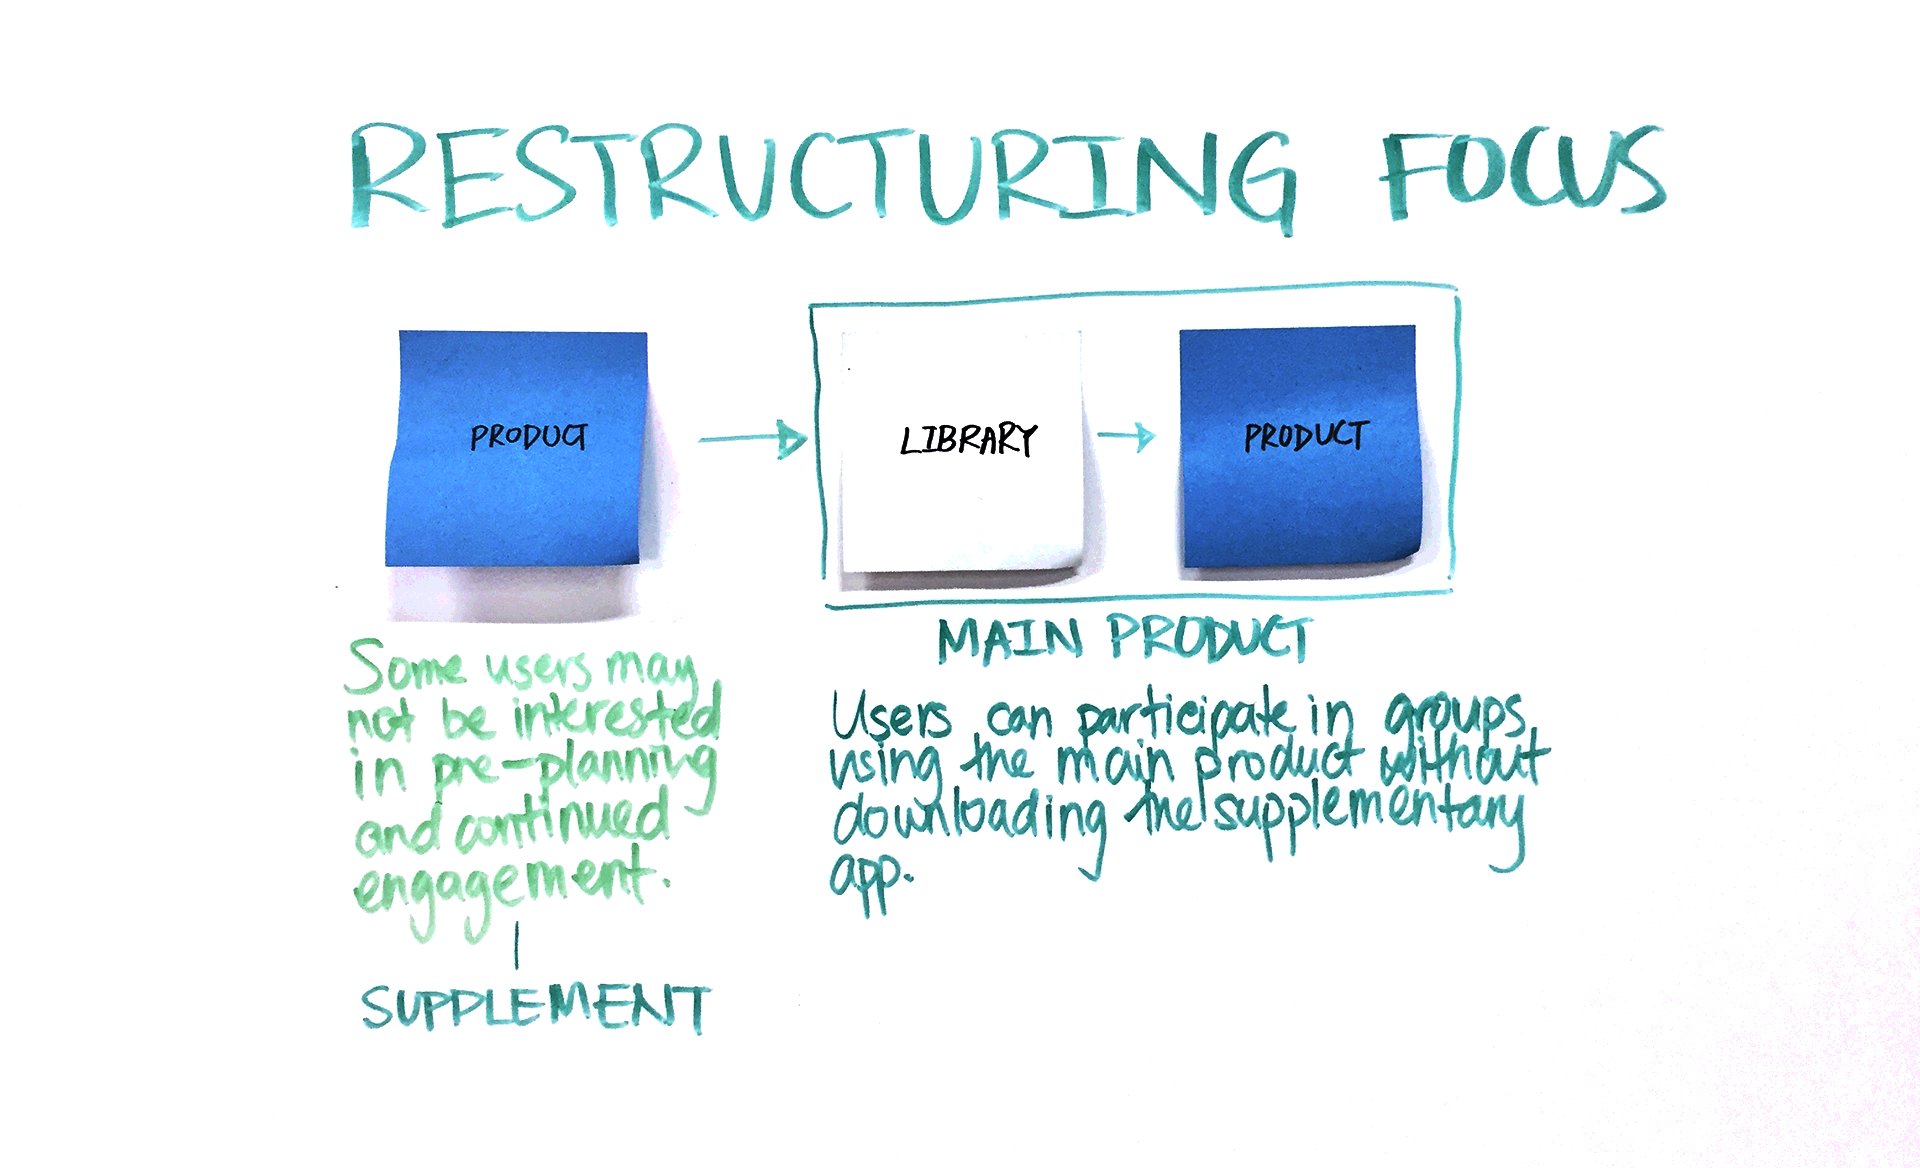 RESTRUCTURING FOCUS
PRODUCT
LIBRARY
PRODUCT
MAIN PRODUCT
Some users may
not be interested
in pre-planning
and continued
engagement.
SUPPLEMENT
Users can participate in groups
using the main product without
downloading the supplementary
app.